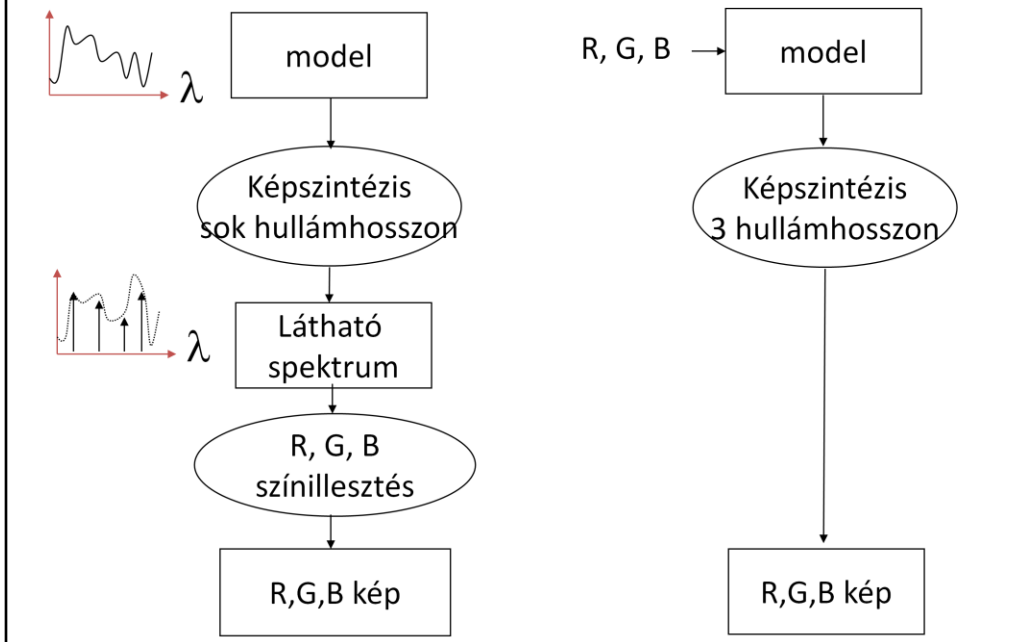 λ
model
Képszintézis
sok hullámhosszon
λ
Látható
spektrum
R, G, B
színillesztés
R,G,B kép
R, G, B
model
Képszintézis
3 hullámhosszon
R,G,B kép